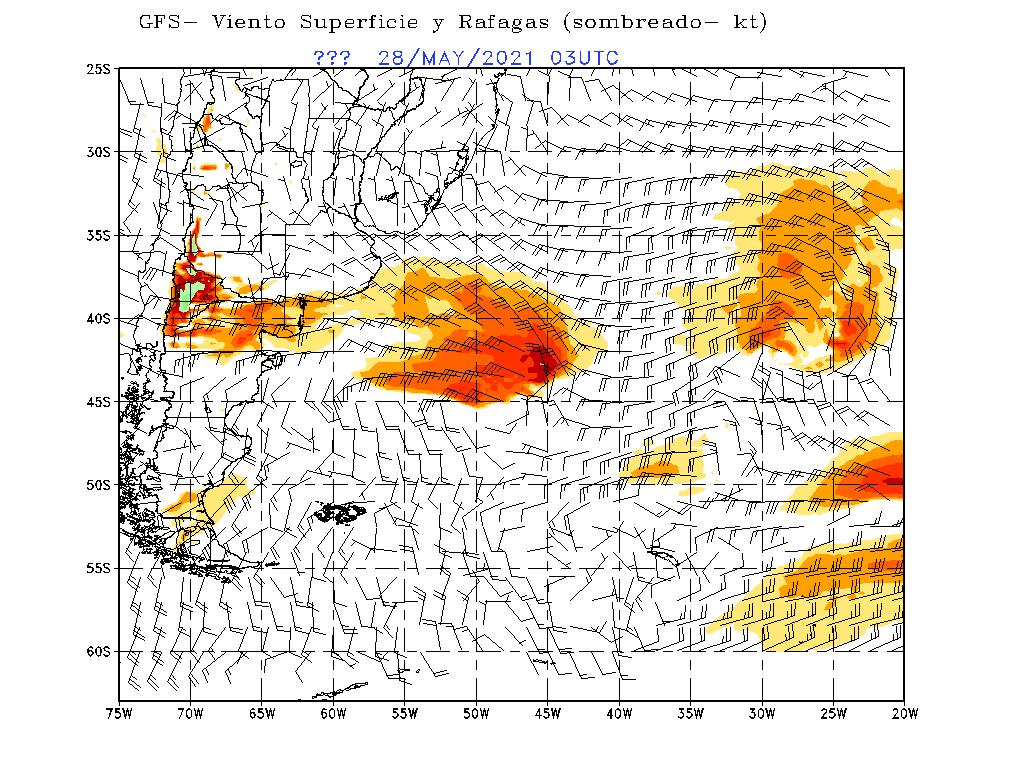 GFS− Viento Superficie y Rafagas (sombreado− kt)
??? 28/MAY/2021 03UTC
25S
30S
35S
40S
45S
50S
55S
60S
75W 70W 65W 60W 55W 50W 45W 40W 35W 30W 25W 20W